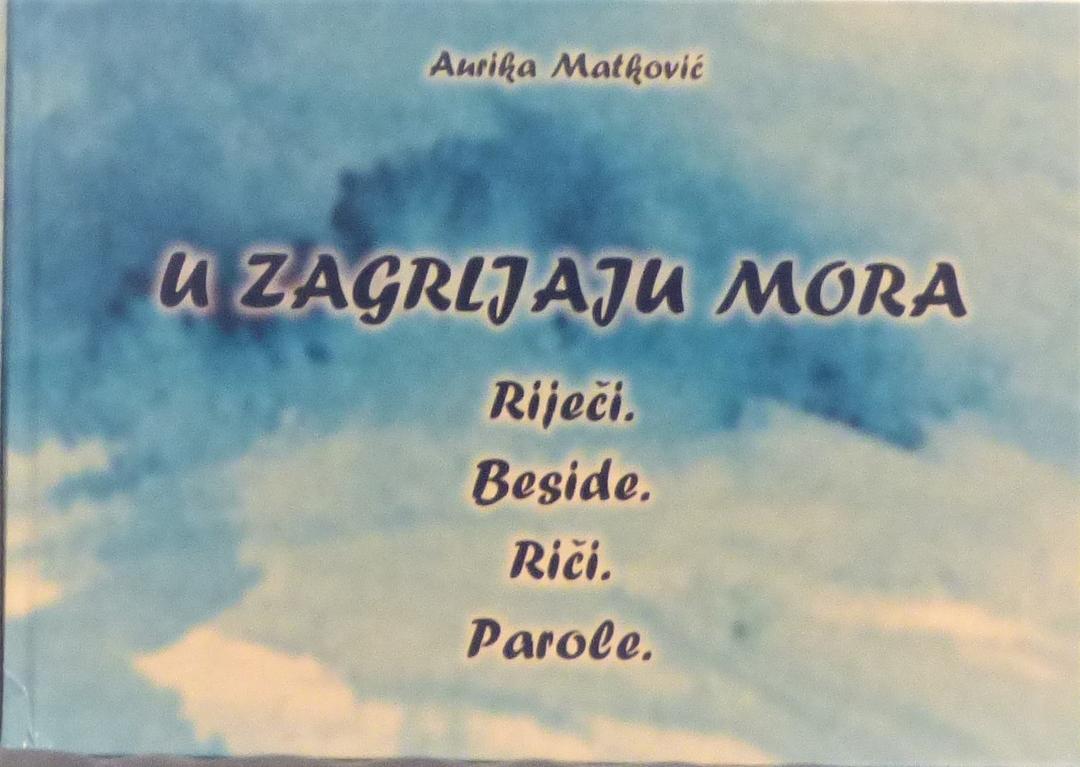 Aurika Matković
U ZAGRLJAJU MORA
Riječi.
Beside.
Riči.
Parole.